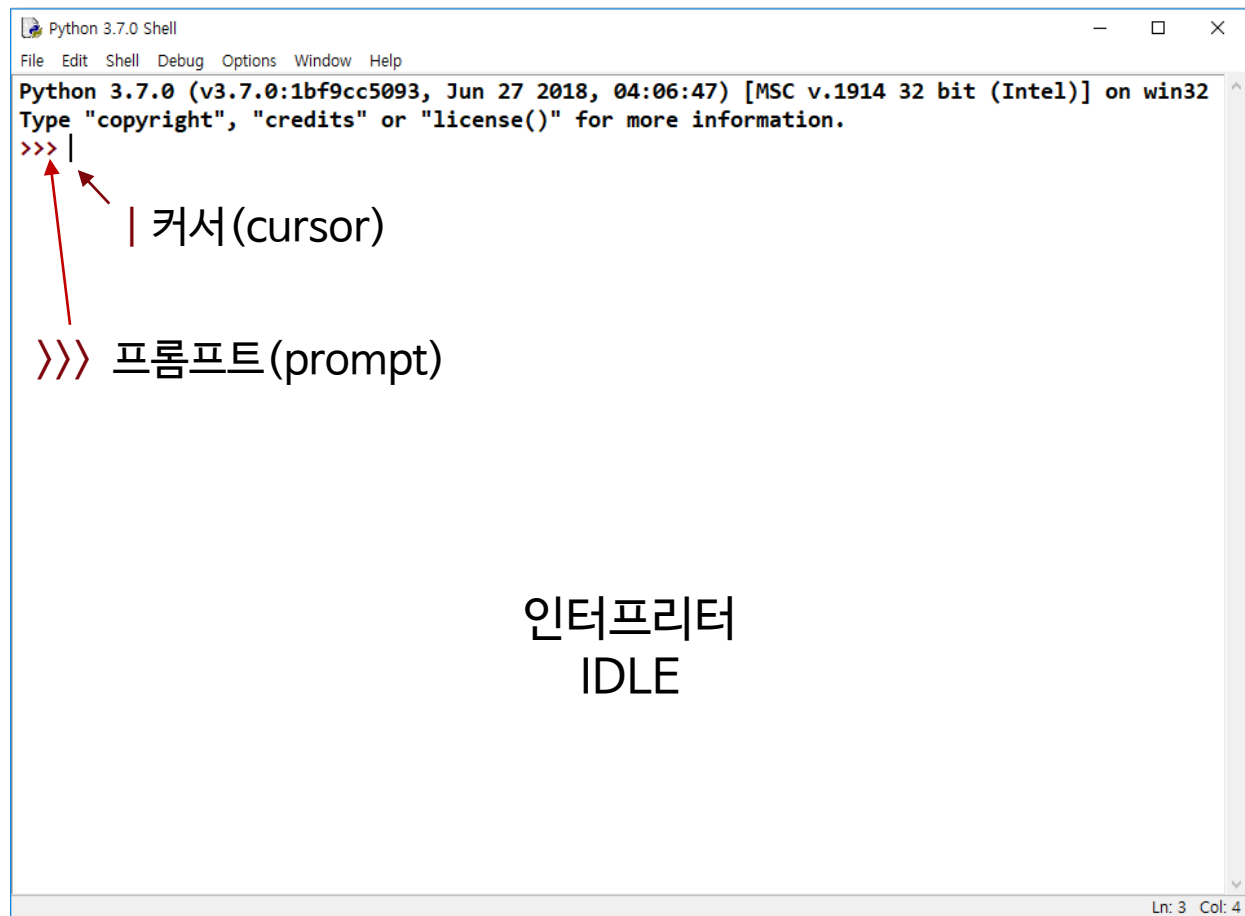 Python 3.7.0 Shell
File Edit Shell Debug Options Window Help
Python 3.7.0 (v3.7.0:1bf9cc5093, Jun 27 2018, 04:06:47) [MSC v.1914 32 bit (Intel)] on win32
Type "copyright", "credits" or "license()" for more information.
>>> |
| 커서(cursor)
〉〉〉 프롬프트(prompt)
인터프리터
IDLE
Ln: 3 Col: 4